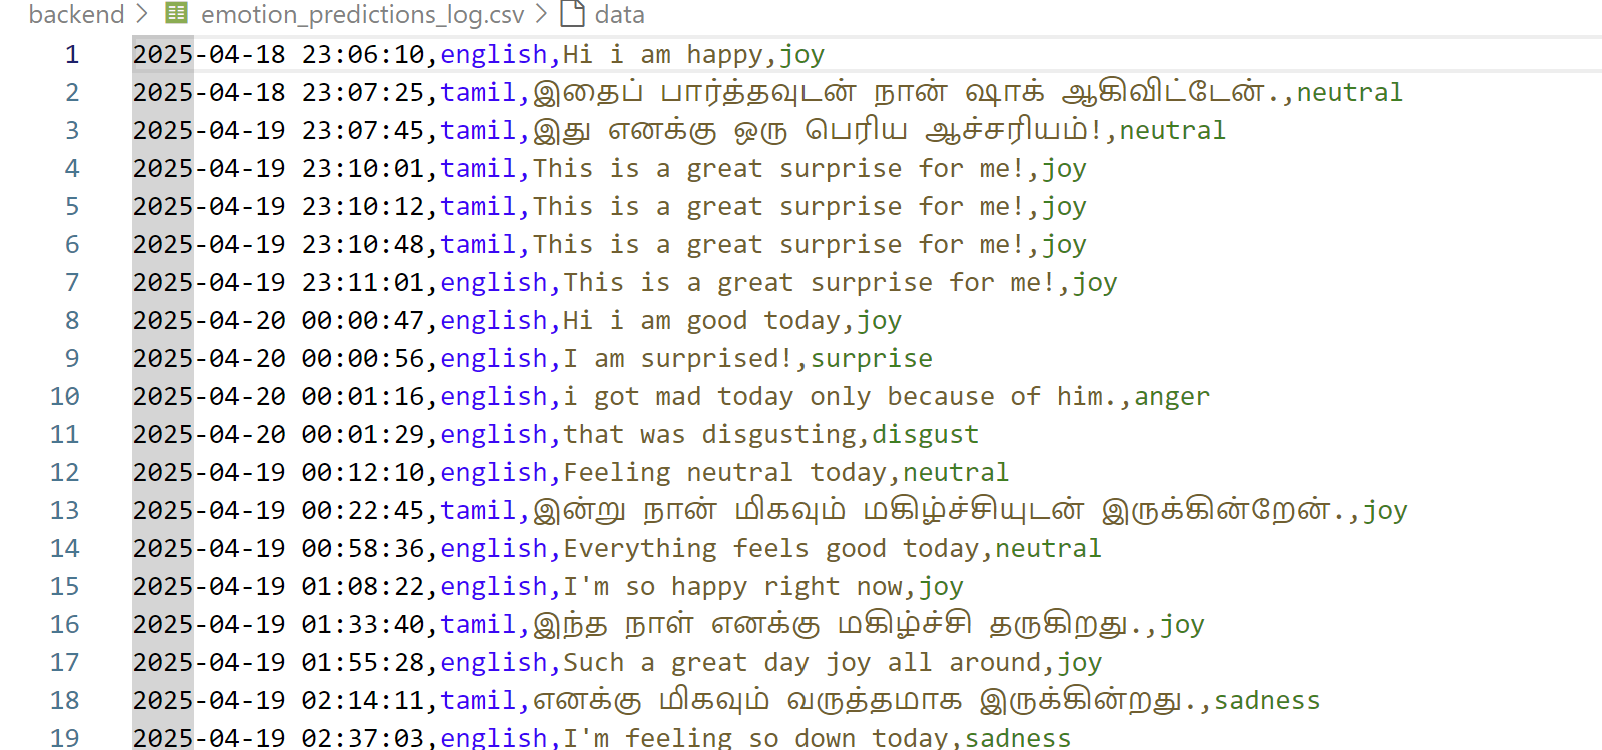 backend > emotion_predictions_log.csv > data
1 2025-04-18 23:06:10,english,Hi i am happy,joy
2 2025-04-18 23:07:25,tamil,இதைப் பார்த்தவுடன் நான் ஷாக் ஆகிவிட்டேன்.,neutral
3 2025-04-19 23:07:45,tamil,இது எனக்கு ஒரு பெரிய ஆச்சரியம்!,neutral
4 2025-04-19 23:10:01,tamil,This is a great surprise for me!,joy
5 2025-04-19 23:10:12,tamil,This is a great surprise for me!,joy
6 2025-04-19 23:10:48,tamil,This is a great surprise for me!,joy
7 2025-04-19 23:11:01,english,This is a great surprise for me!,joy
8 2025-04-20 00:00:47,english,Hi i am good today,joy
9 2025-04-20 00:00:56,english,I am surprised!,surprise
10 2025-04-20 00:01:16,english,i got mad today only because of him.,anger
11 2025-04-20 00:01:29,english,that was disgusting,disgust
12 2025-04-19 00:12:10,english,Feeling neutral today,neutral
13 2025-04-19 00:22:45,tamil,இன்று நான் மிகவும் மகிழ்ச்சியுடன் இருக்கின்றேன்.,joy
14 2025-04-19 00:58:36,english,Everything feels good today,neutral
15 2025-04-19 01:08:22,english,I'm so happy right now,joy
16 2025-04-19 01:33:40,tamil,இந்த நாள் எனக்கு மகிழ்ச்சி தருகிறது.,joy
17 2025-04-19 01:55:28,english,Such a great day joy all around,joy
18 2025-04-19 02:14:11,tamil,எனக்கு மிகவும் வருத்தமாக இருக்கின்றது.,sadness
19 2025-04-19 02:37:03,english,I'm feeling so down today,sadness